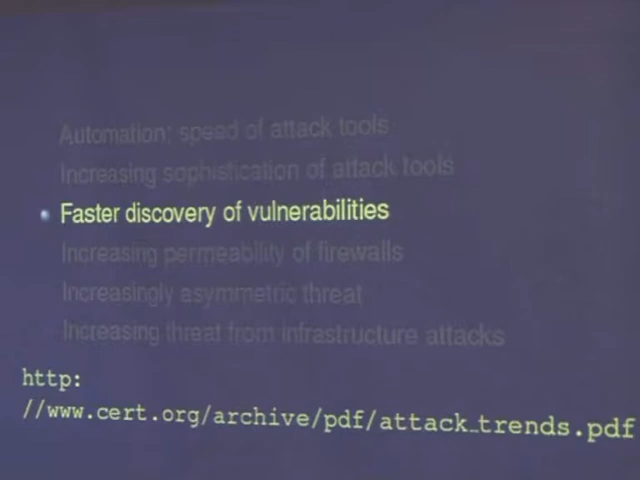 Automation; speed of attack tools
Increasing sophistication of attack tools
Faster discovery of vulnerabilities
Increasing permeability of firewalls
Increasingly asymmetric threat
Increasing threat from infrastructure attacks
http:
//www.cert.org/archive/pdf/attack_trends.pdf